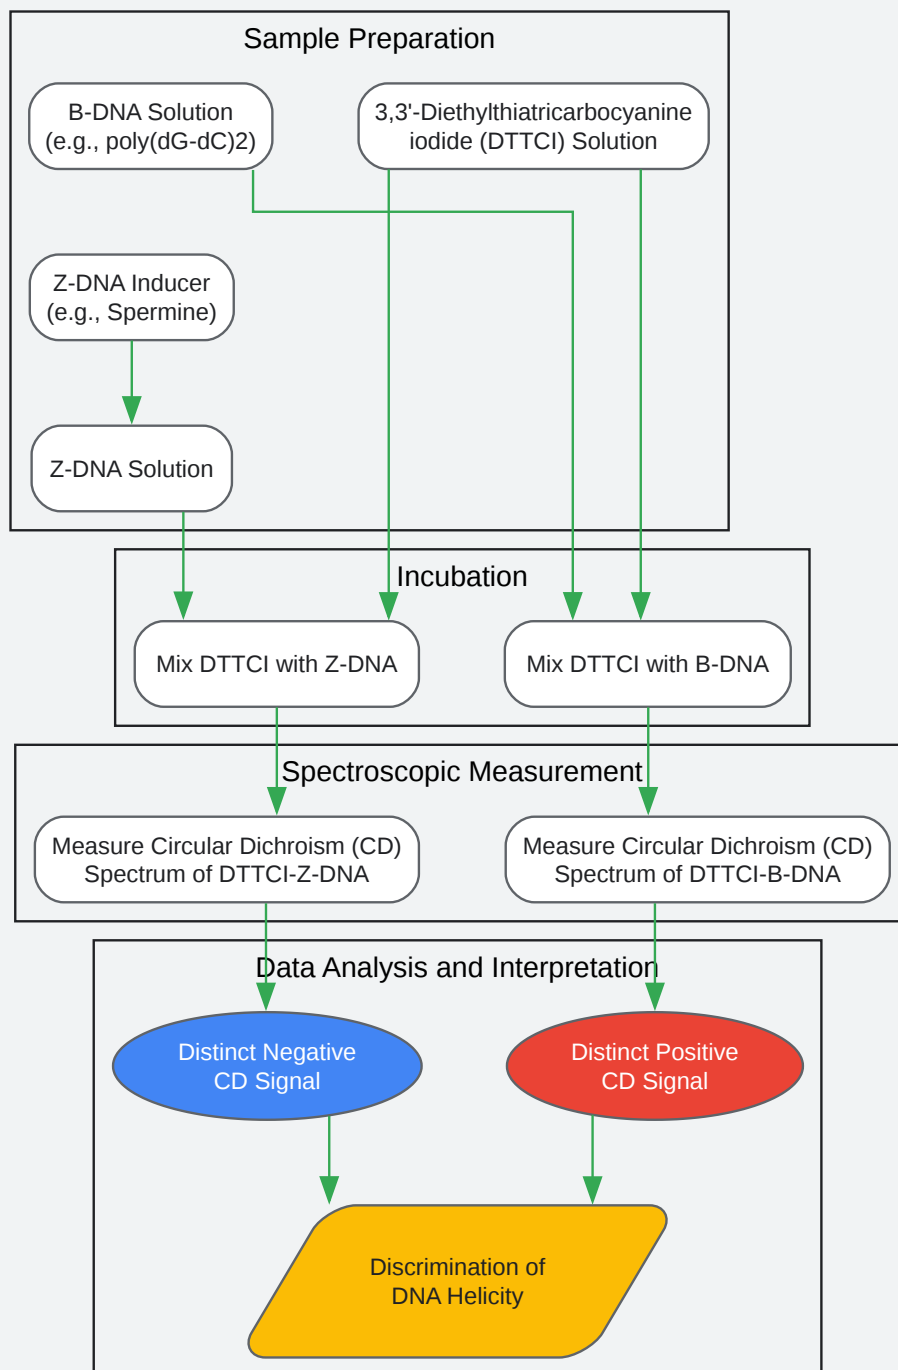 Sample Preparation
B-DNA Solution
(e.g., poly(dG-dC)2)
3,3'-Diethylthiatricarbocyanine
iodide (DTTCI) Solution
Z-DNA Inducer
(e.g., Spermine)
Z-DNA Solution
Incubation
Mix DTTCI with Z-DNA
Mix DTTCI with B-DNA
Spectroscopic Measurement
Measure Circular Dichroism (CD)
Spectrum of DTTCI-Z-DNA
Measure Circular Dichroism (CD)
Spectrum of DTTCI-B-DNA
Data Analysis and Interpretation
Distinct Negative
CD Signal
Distinct Positive
CD Signal
Discrimination of
DNA Helicity